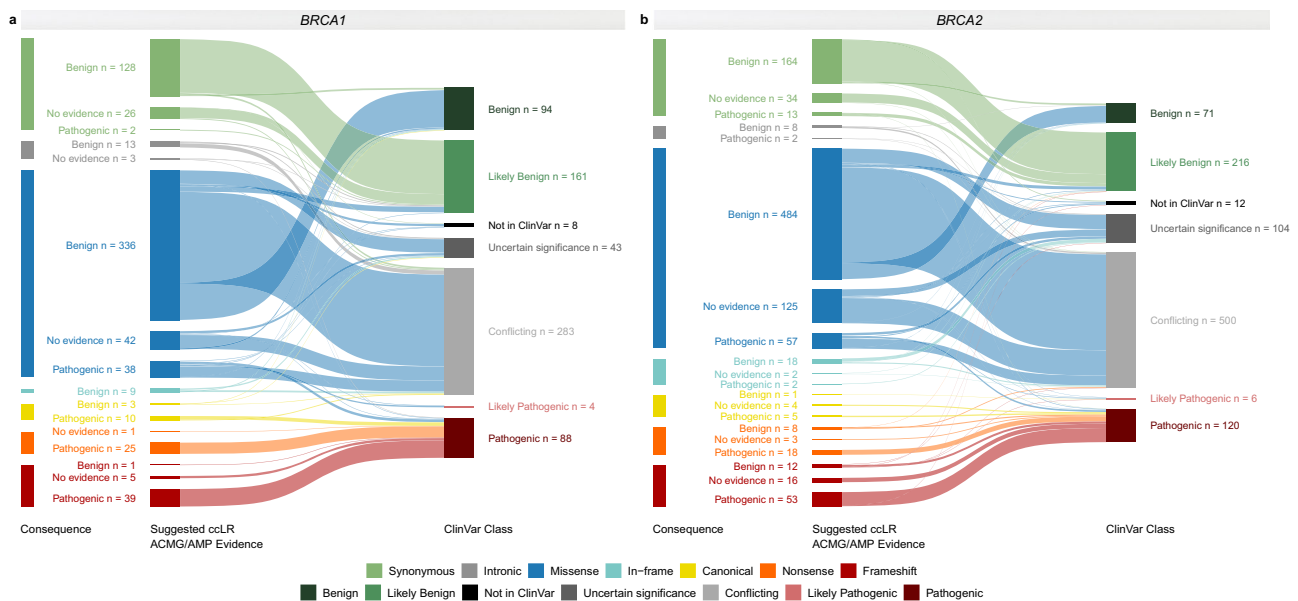 a
BRCA1
Benign n = 128
No evidence n = 26
Pathogenic n = 2
Benign n = 13
No evidence n = 3
Benign n = 336
No evidence n = 42
Pathogenic n = 38
Benign n = 9
Benign n = 3
Pathogenic n = 10
No evidence n = 1
Pathogenic n = 25
Benign n = 1
No evidence n = 5
Pathogenic n = 39
Benign n = 94
Likely Benign n = 161
Not in ClinVar n = 8
Uncertain significance n = 43
Conflicting n = 283
Likely Pathogenic n = 4
Pathogenic n = 88
Consequence
Suggested ccLR
ACMG/AMP Evidence
ClinVar Class
b
BRCA2
Benign n = 164
No evidence n = 34
Pathogenic n = 13
Benign n = 8
Pathogenic n = 2
Benign n = 484
No evidence n = 125
Pathogenic n = 57
Benign n = 18
No evidence n = 2
Pathogenic n = 2
Benign n = 1
No evidence n = 4
Pathogenic n = 5
Benign n = 8
No evidence n = 3
Pathogenic n = 18
Benign n = 12
No evidence n = 16
Pathogenic n = 53
Benign n = 71
Likely Benign n = 216
Not in ClinVar n = 12
Uncertain significance n = 104
Conflicting n = 500
Likely Pathogenic n = 6
Pathogenic n = 120
Consequence
Suggested ccLR
ACMG/AMP Evidence
ClinVar Class
Synonymous Intronic Missense In-frame Canonical Nonsense Frameshift
Benign Likely Benign Not in ClinVar Uncertain significance Conflicting Likely Pathogenic Pathogenic